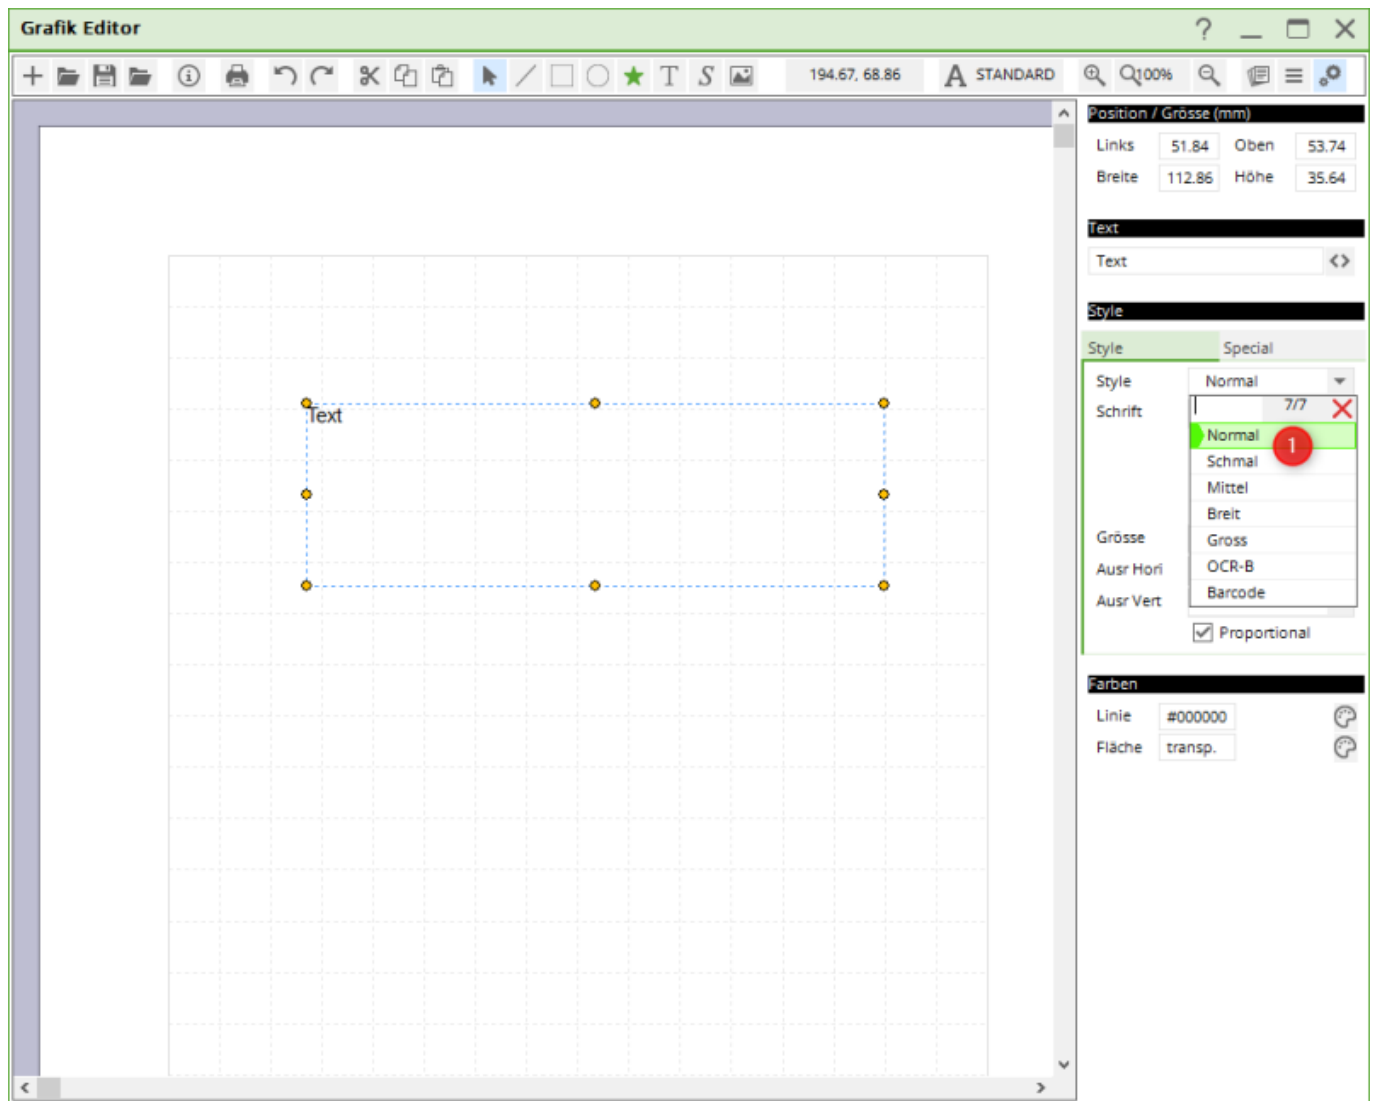 Grafik Editor
194.67, 68.86 A STANDARD 100%
Position / Grösse (mm)
Links 51.84 Oben 53.74
Breite 112.86 Höhe 35.64
Text
Text
Style
Style Special
Style Normal
Schrift 7/7
Normal 1
Schmal
Mittel
Breit
Grösse Gross
Ausr Hori OCR-B
Ausr Vert Barcode
Proportional
Farben
Linie #000000
Fläche transp.
Text